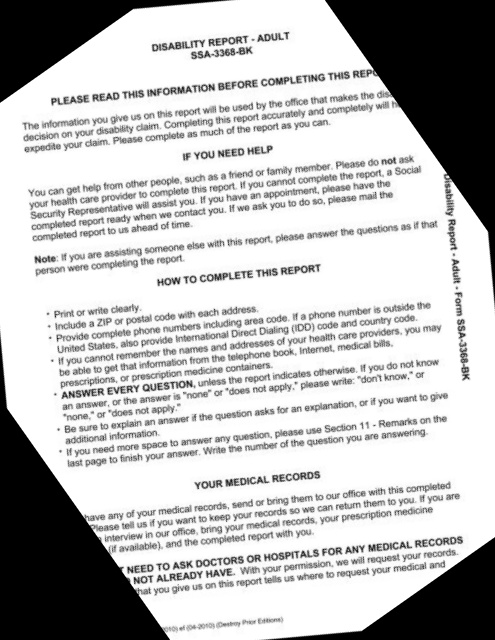 DISABILITY REPORT - ADULT
SSA-3368-BK
PLEASE READ THIS INFORMATION BEFORE COMPLETING THIS
The information you give us on this report will be used by the office that makes the
decision on your disability claim. Completing this report accurately and completely will
expedite your claim. Please complete as much of the report as you can.
IF YOU NEED HELP
You can get help from other people, such as a friend or family member. Please do not ask
your health care provider to complete this report. If you cannot complete the report, a Social
Security Representative will assist you. If you have an appointment, please have the
completed report ready when we contact you. If we ask you to do so, please mail the
completed report to us ahead of time.
Note: If you are assisting someone else with this report, please answer the questions as if that
person were completing the report.
HOW TO COMPLETE THIS REPORT
• Print or write clearly.
• Include a ZIP or postal code with each address.
• Provide complete phone numbers including area code. If a phone number is outside the
United States, also provide International Direct Dialing (IDD) code and country code.
• If you cannot remember the names and addresses of your health care providers, you may
be able to get that information from the telephone book, Internet, medical bills,
prescriptions, or prescription medicine containers.
• ANSWER EVERY QUESTION, unless the report indicates otherwise. If you do not know
an answer, or the answer is "none" or "does not apply," please write: "don't know," or
"none," or "does not apply."
• Be sure to explain an answer if the question asks for an explanation, or if you want to give
additional information.
• If you need more space to answer any question, please use Section 11 - Remarks on the
last page to finish your answer. Write the number of the question you are answering.
YOUR MEDICAL RECORDS
have any of your medical records, send or bring them to our office with this completed
Please tell us if you want to keep your records so we can return them to you. If you are
interview in our office, bring your medical records, your prescription medicine
(if available), and the completed report with you.
NEED TO ASK DOCTORS OR HOSPITALS FOR ANY MEDICAL RECORDS
NOT ALREADY HAVE. With your permission, we will request your records.
that you give us on this report tells us where to request your medical and
2010) ef (04-2010) (Destroy Prior Editions)
Disability Report - Adult - Form SSA-3368-BK